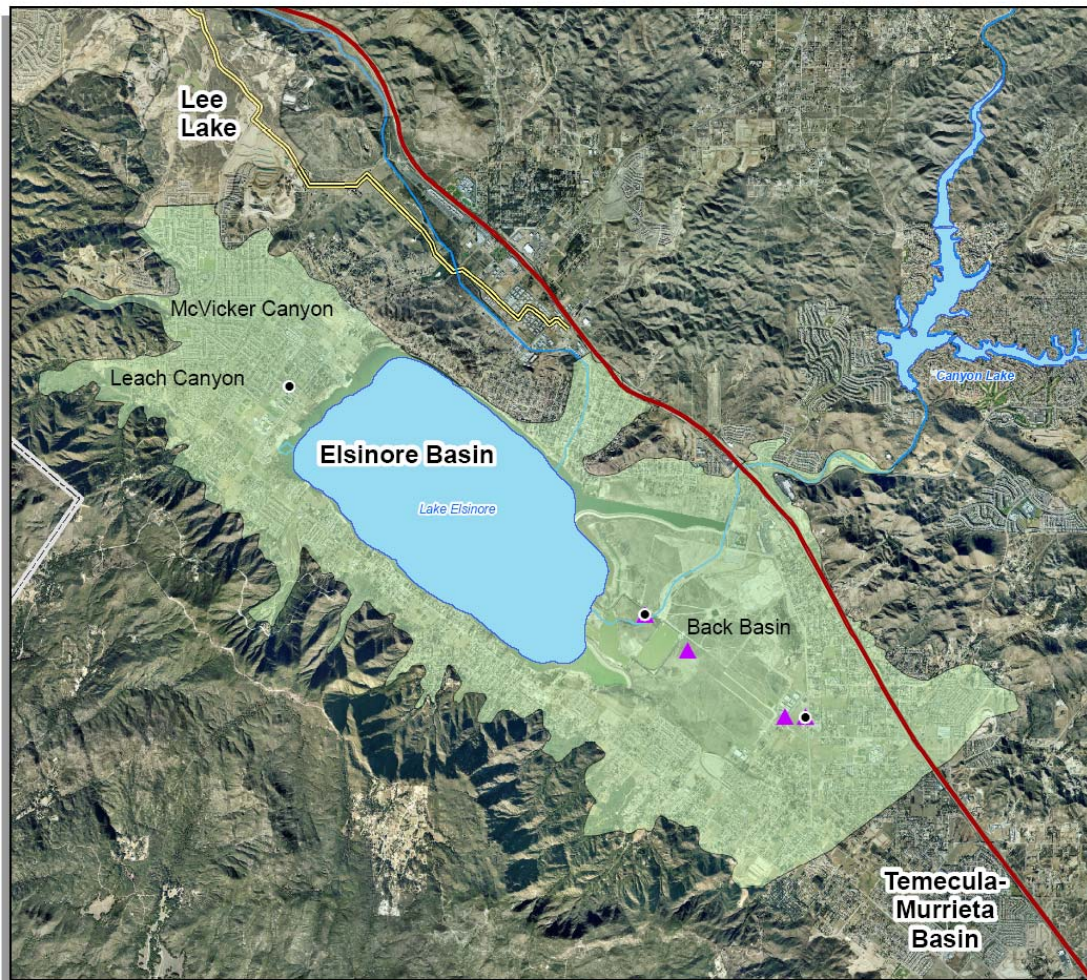 Lee
Lake
McVicker Canyon
Leach Canyon
Canyon Lake
Elsinore Basin
Lake Elsinore
Back Basin
Temecula-
Murrieta
Basin